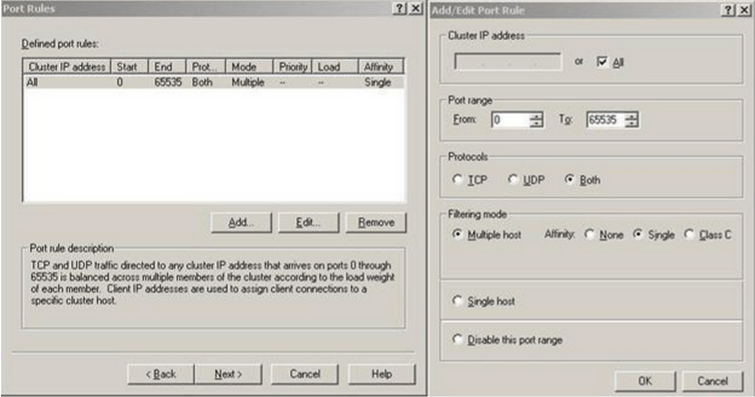 Port Rules
Defined port rules:
Cluster IP address Start End Prot... Mode Priority Load Affinity
All 0 65535 Both Multiple -- -- Single
Add... Edit... Remove
Port rule description
TCP and UDP traffic directed to any cluster IP address that arrives on ports 0 through
65535 is balanced across multiple members of the cluster according to the load weight
of each member. Client IP addresses are used to assign client connections to a
specific cluster host.
< Back Next > Cancel Help
Add/Edit Port Rule
Cluster IP address
or All
Port range
From: 0 To: 65535
Protocols
TCP UDP Both
Filtering mode
Multiple host Affinity: None Single Class C
Single host
Disable this port range
OK Cancel